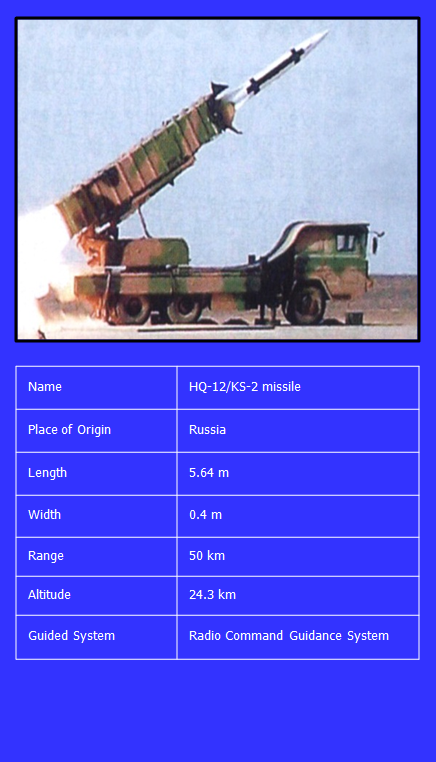 Name HQ-12/KS-2 missile
Place of Origin Russia
Length 5.64 m
Width 0.4 m
Range 50 km
Altitude 24.3 km
Guided System Radio Command Guidance System